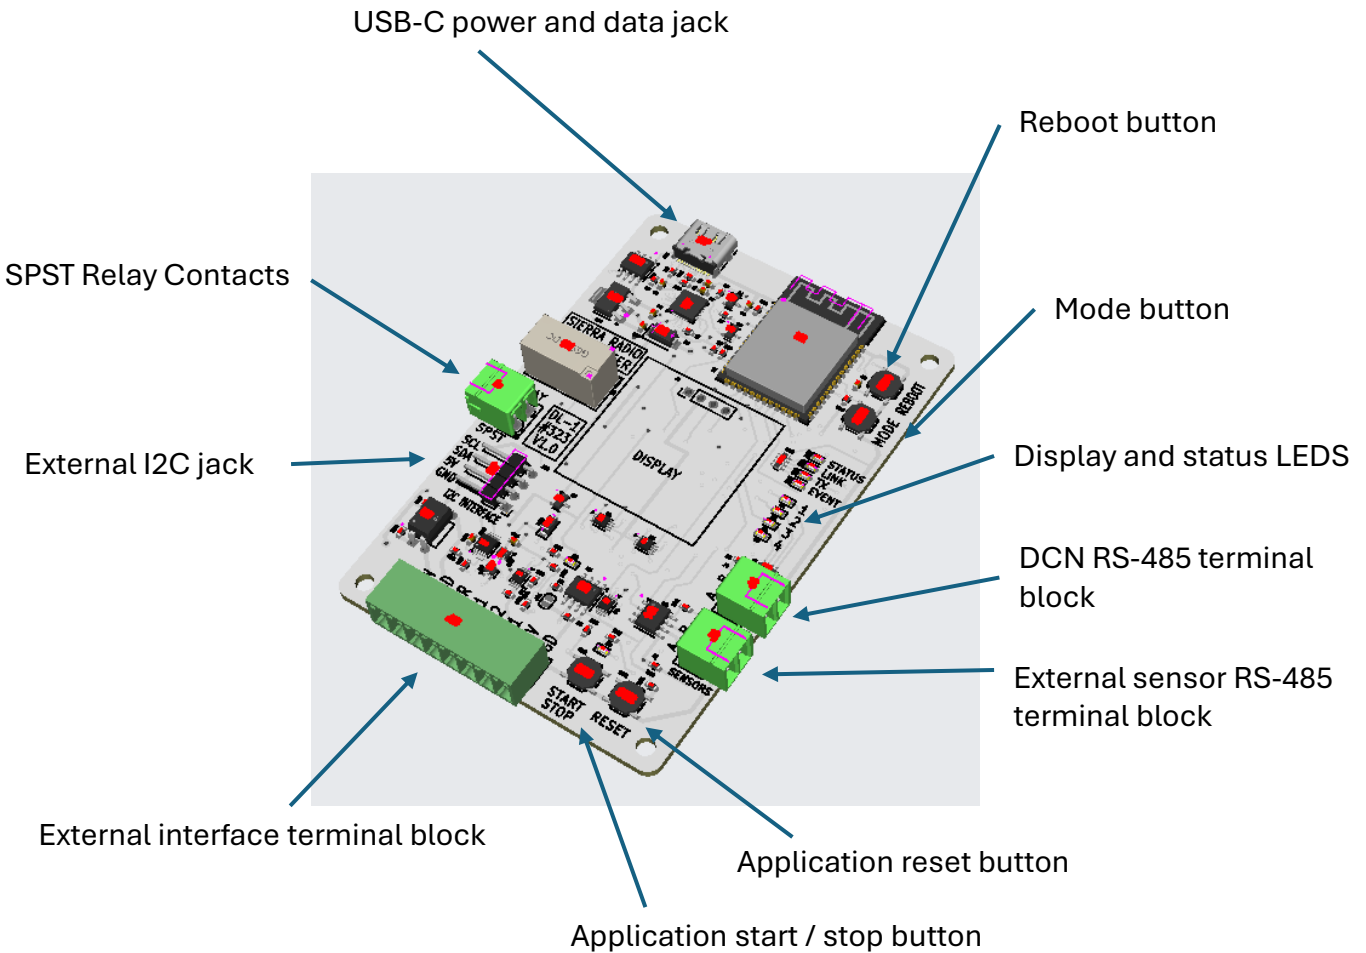 USB-C power and data jack
Reboot button
SPST Relay Contacts
Mode button
External I2C jack
Display and status LEDS
DCN RS-485 terminal
block
External sensor RS-485
terminal block
External interface terminal block
Application reset button
Application start / stop button
SIERRA RADIO
DL-1
#323
V1.0
SPST
SCL
SDA
5V
GND
I2C INTERFACE
DISPLAY
MODE REBOOT
STATUS
LINK
TX
EVENT
1
2
3
4
A
B
SENSORS
START
STOP
RESET